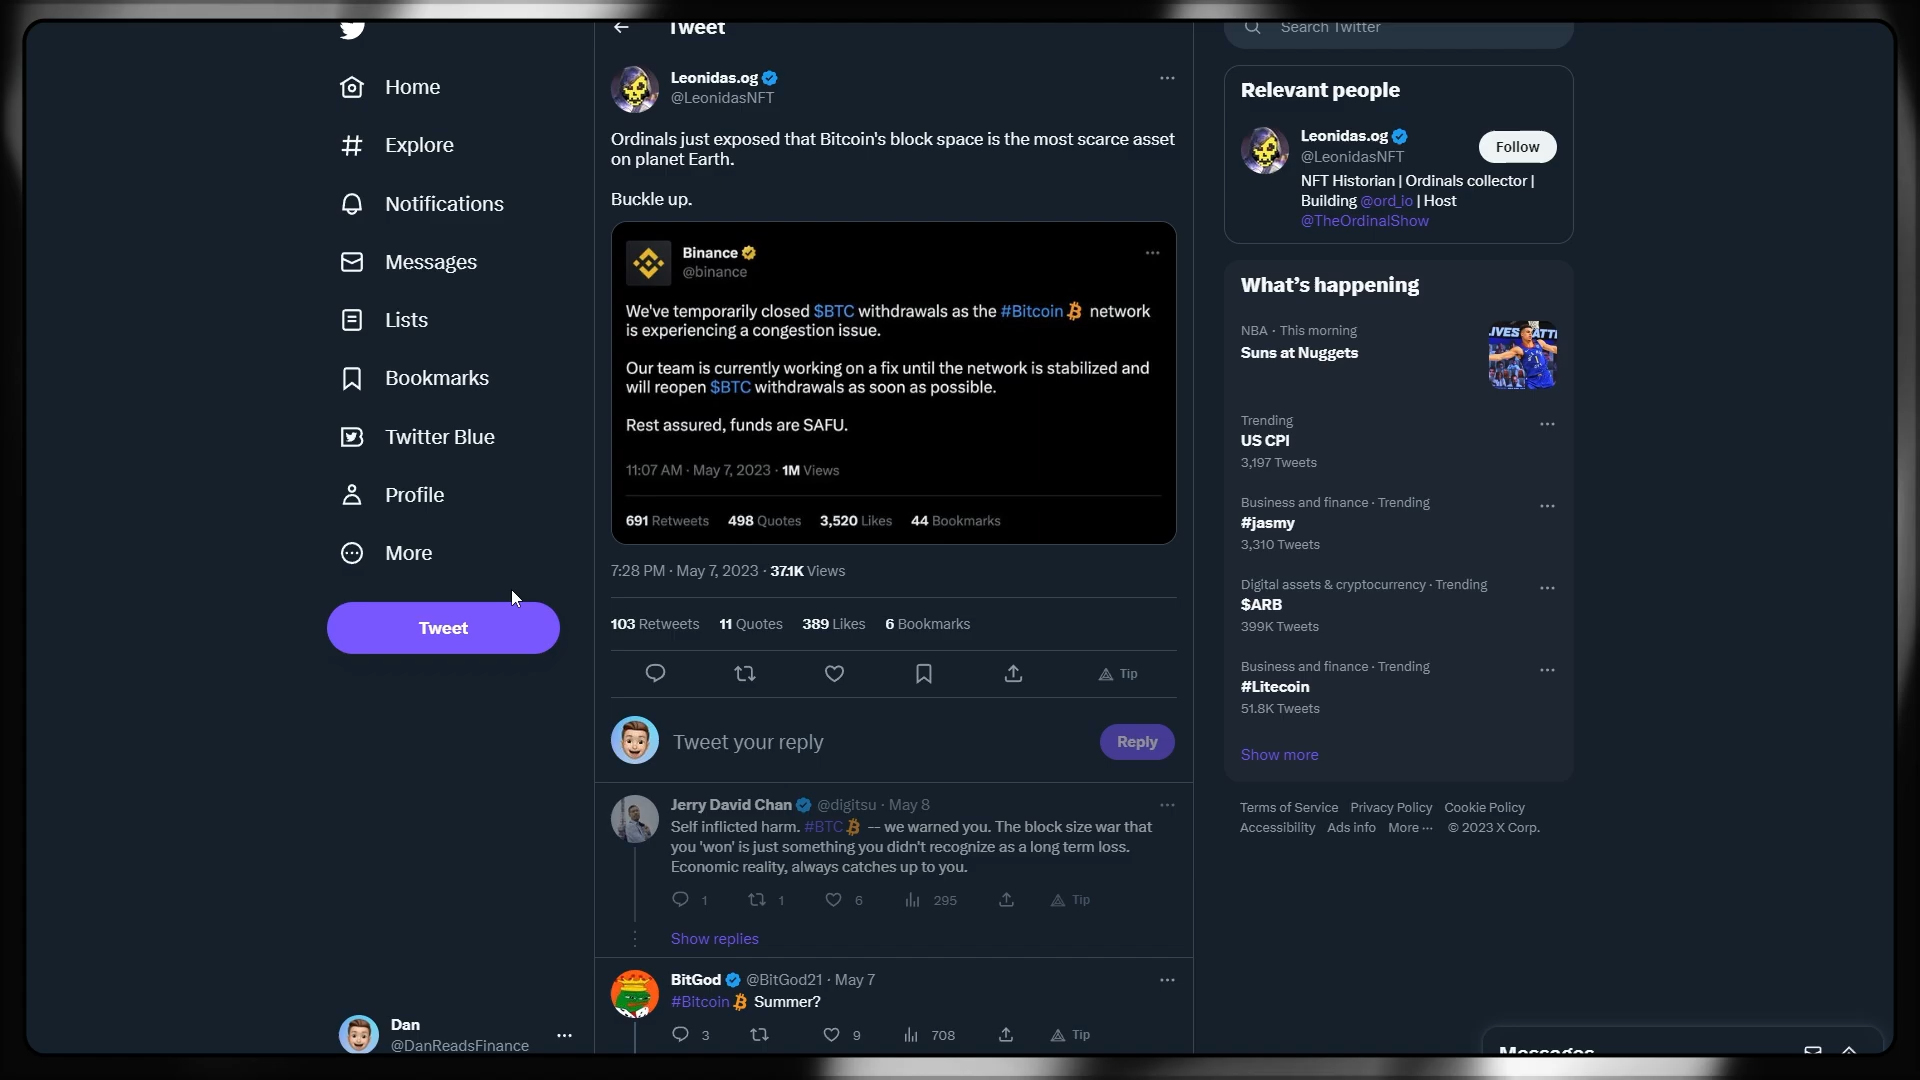 Home
Explore
Notifications
Messages
Lists
Bookmarks
Twitter Blue
Profile
More
Tweet
Dan
@DanReadsFinance
Tweet
Leonidas.og
@LeonidasNFT
Ordinals just exposed that Bitcoin's block space is the most scarce asset
on planet Earth.
Buckle up.
Binance
@binance
We've temporarily closed $BTC withdrawals as the #Bitcoin network
is experiencing a congestion issue.
Our team is currently working on a fix until the network is stabilized and
will reopen $BTC withdrawals as soon as possible.
Rest assured, funds are SAFU.
11:07 AM · May 7, 2023 · 1M Views
691 Retweets 498 Quotes 3,520 Likes 44 Bookmarks
7:28 PM · May 7, 2023 · 37.1K Views
103 Retweets 11 Quotes 389 Likes 6 Bookmarks
Tip
Tweet your reply
Reply
Jerry David Chan @digitsu · May 8
Self inflicted harm. #BTC -- we warned you. The block size war that
you 'won' is just something you didn't recognize as a long term loss.
Economic reality, always catches up to you.
1 1 6 295 Tip
Show replies
BitGod @BitGod21 · May 7
#Bitcoin Summer?
3 9 708 Tip
Search Twitter
Relevant people
Leonidas.og
@LeonidasNFT
Follow
NFT Historian | Ordinals collector |
Building @ord_io | Host
@TheOrdinalShow
What's happening
NBA · This morning
Suns at Nuggets
Trending
US CPI
3,197 Tweets
Business and finance · Trending
#jasmy
3,310 Tweets
Digital assets & cryptocurrency · Trending
$ARB
399K Tweets
Business and finance · Trending
#Litecoin
51.8K Tweets
Show more
Terms of Service Privacy Policy Cookie Policy
Accessibility Ads info More ··· © 2023 X Corp.
Messages